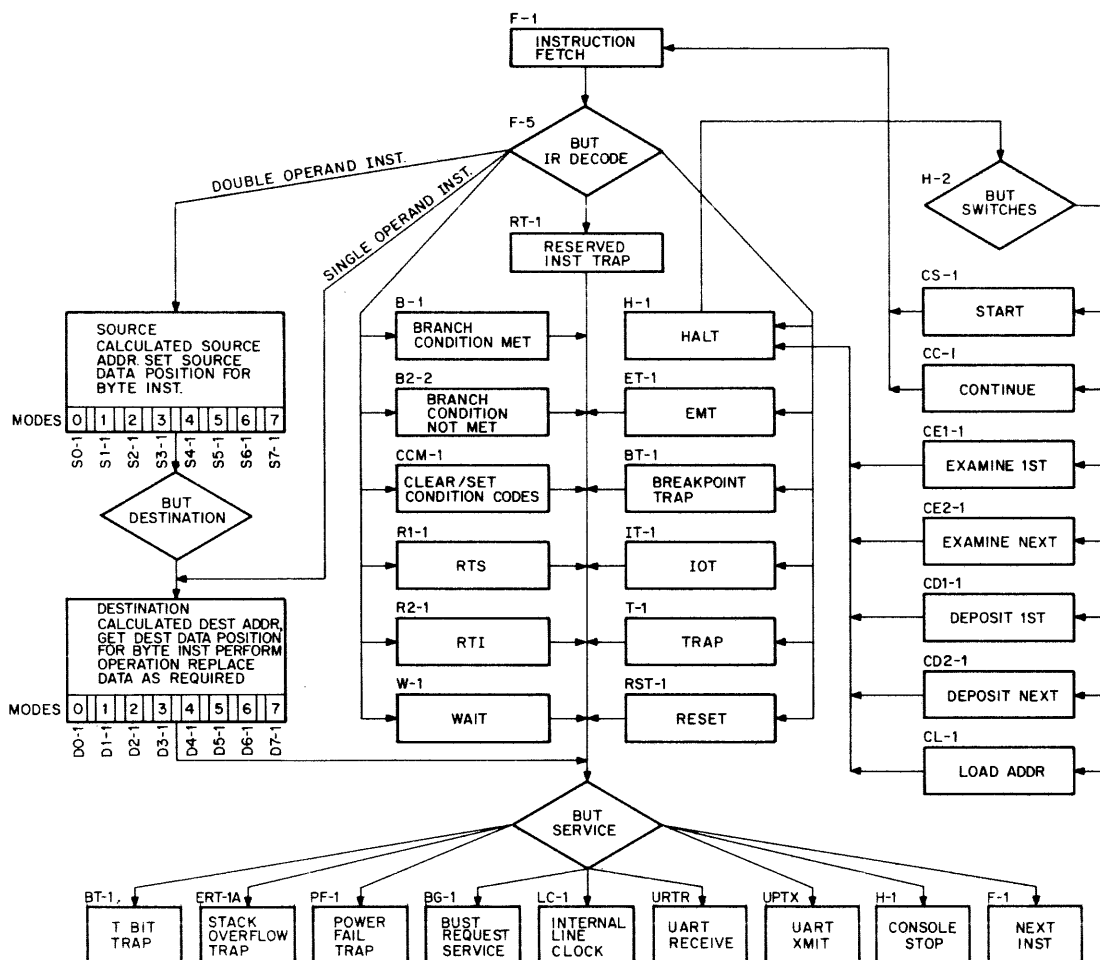 F-1
INSTRUCTION
FETCH
F-5
BUT
IR DECODE
DOUBLE OPERAND INST.
SINGLE OPERAND INST.
H-2
BUT
SWITCHES
RT-1
RESERVED
INST TRAP
SOURCE
CALCULATED SOURCE
ADDR. SET SOURCE
DATA POSITION FOR
BYTE INST.
MODES 0 1 2 3 4 5 6 7
S0-1 S1-1 S2-1 S3-1 S4-1 S5-1 S6-1 S7-1
BUT
DESTINATION
DESTINATION
CALCULATED DEST ADDR,
GET DEST DATA POSITION
FOR BYTE INST PERFORM
OPERATION REPLACE
DATA AS REQUIRED
MODES 0 1 2 3 4 5 6 7
D0-1 D1-1 D2-1 D3-1 D4-1 D5-1 D6-1 D7-1
B-1
BRANCH
CONDITION MET
B2-2
BRANCH
CONDITION
NOT MET
CCM-1
CLEAR/SET
CONDITION CODES
R1-1
RTS
R2-1
RTI
W-1
WAIT
H-1
HALT
ET-1
EMT
BT-1
BREAKPOINT
TRAP
IT-1
IOT
T-1
TRAP
RST-1
RESET
CS-1
START
CC-1
CONTINUE
CE1-1
EXAMINE 1ST
CE2-1
EXAMINE NEXT
CD1-1
DEPOSIT 1ST
CD2-1
DEPOSIT NEXT
CL-1
LOAD ADDR
BUT
SERVICE
BT-1,
T BIT
TRAP
ERT-1A
STACK
OVERFLOW
TRAP
PF-1
POWER
FAIL
TRAP
BG-1
BUST
REQUEST
SERVICE
LC-1
INTERNAL
LINE
CLOCK
URTR
UART
RECEIVE
UPTX
UART
XMIT
H-1
CONSOLE
STOP
F-1
NEXT
INST